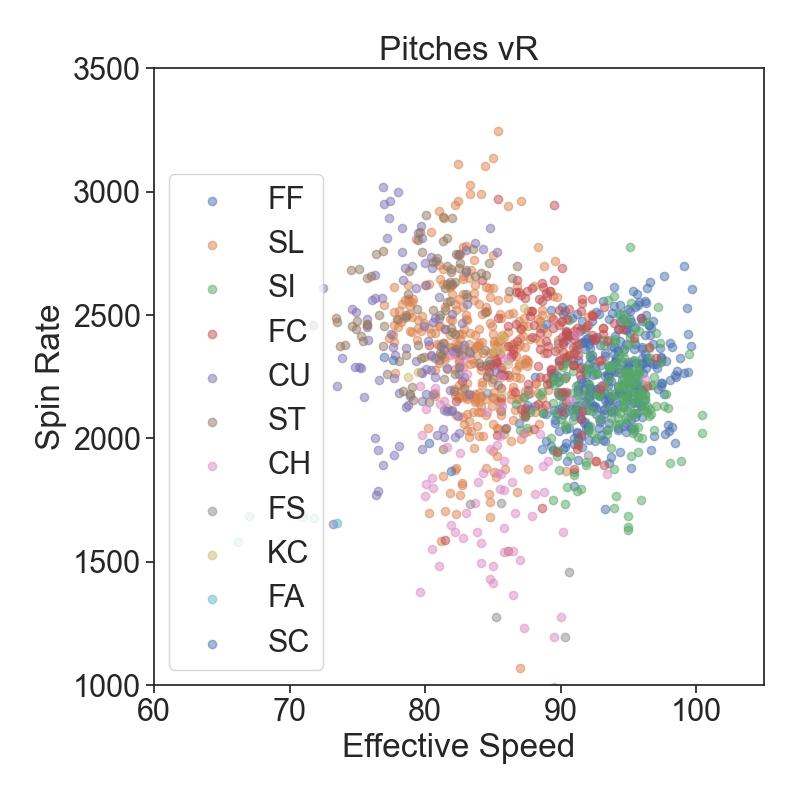 Pitches vR
3500
3000
2500
2000
1500
1000
Spin Rate
FF
SL
SI
FC
CU
ST
CH
FS
KC
FA
SC
60 70 80 90 100
Effective Speed